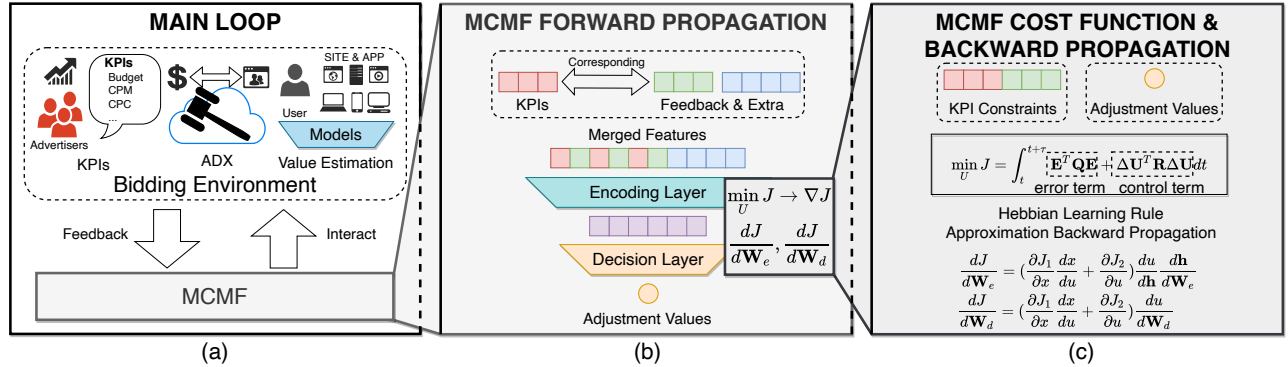 MAIN LOOP
KPIs
Budget
CPM
CPC
...
$
SITE & APP
User
Models
Advertisers
KPIs
ADX
Value Estimation
Bidding Environment
Feedback
Interact
MCMF
(a)
MCMF FORWARD PROPAGATION
Corresponding
KPIs
Feedback & Extra
Merged Features
Encoding Layer
Decision Layer
Adjustment Values
min_U J → ∇J
dJ/dW_e, dJ/dW_d
(b)
MCMF COST FUNCTION &
BACKWARD PROPAGATION
KPI Constraints
Adjustment Values
min_U J = ∫_t^{t+τ} E^T QE + ΔU^T RΔU dt
error term control term
Hebbian Learning Rule
Approximation Backward Propagation
dJ/dW_e = (∂J_1/∂x dx/du + ∂J_2/∂u) du/dh dh/dW_e
dJ/dW_d = (∂J_1/∂x dx/du + ∂J_2/∂u) du/dW_d
(c)